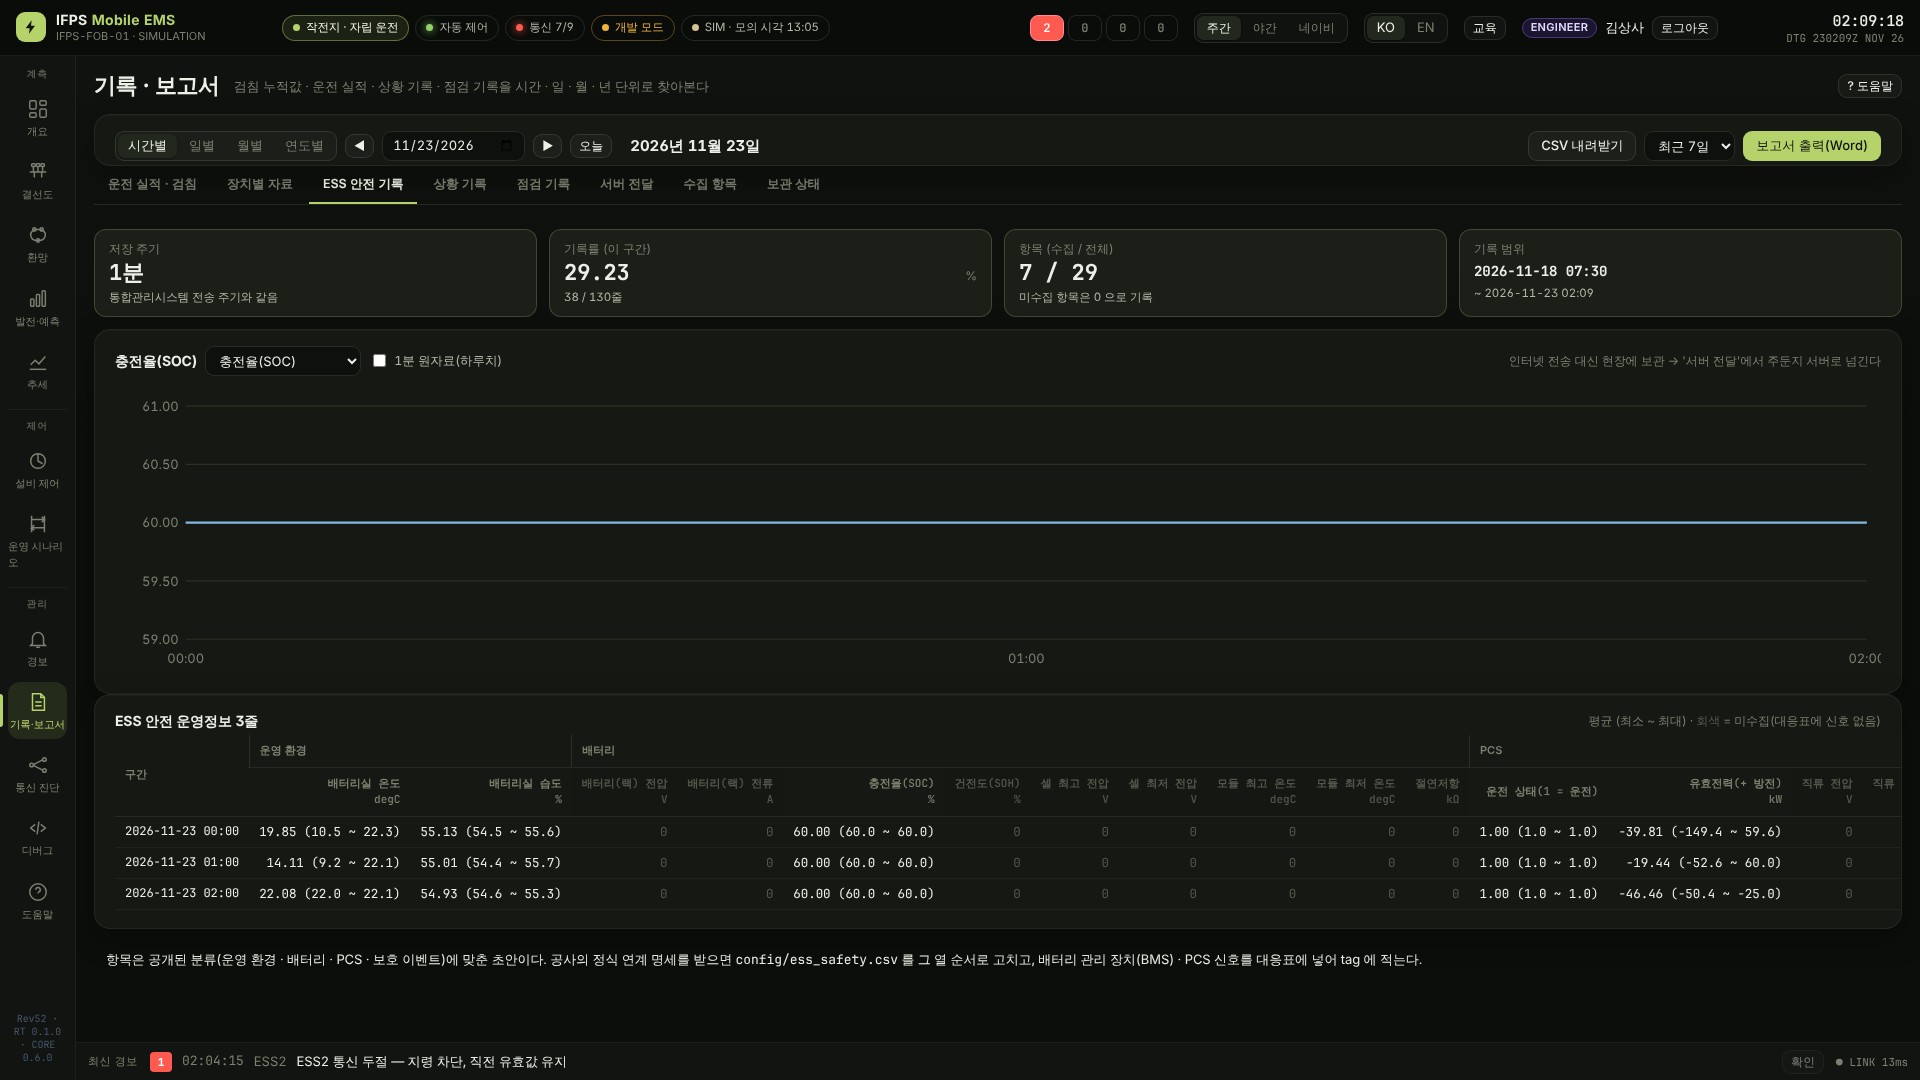 IFPS Mobile EMS
IFPS-FOB-01 · SIMULATION
작전지 · 자립 운전
자동 제어
통신 7/9
개발 모드
SIM · 모의 시각 13:05
2 0 0 0
주간 야간 네이비
KO EN
교육
ENGINEER 김상사 로그아웃
02:09:18
DTG 230209Z NOV 26
계측
개요
결선도
환망
발전·예측
추세
제어
설비 제어
운영 시나리
오
관리
경보
기록·보고서
통신 진단
디버그
도움말
Rev52 ·
RT 0.1.0
· CORE
0.6.0
기록 · 보고서 검침 누적값 · 운전 실적 · 상황 기록 · 점검 기록을 시간 · 일 · 월 · 년 단위로 찾아본다
? 도움말
시간별 일별 월별 연도별 ◀ 11/23/2026 ▶ 오늘 2026년 11월 23일
CSV 내려받기 최근 7일 보고서 출력(Word)
운전 실적 · 검침 장치별 자료 ESS 안전 기록 상황 기록 점검 기록 서버 전달 수집 항목 보관 상태
저장 주기
1분
통합관리시스템 전송 주기와 같음
기록률 (이 구간)
29.23 %
38 / 130줄
항목 (수집 / 전체)
7 / 29
미수집 항목은 0 으로 기록
기록 범위
2026-11-18 07:30
~ 2026-11-23 02:09
충전율(SOC) 충전율(SOC) 1분 원자료(하루치)
인터넷 전송 대신 현장에 보관 → '서버 전달'에서 주둔지 서버로 넘긴다
61.00
60.50
60.00
59.50
59.00
00:00 01:00 02:00
ESS 안전 운영정보 3줄
평균 (최소 ~ 최대) · 회색 = 미수집(대응표에 신호 없음)
구간 운영 환경 배터리 PCS
배터리실 온도 degC 배터리실 습도 % 배터리(랙) 전압 V 배터리(랙) 전류 A 충전율(SOC) % 건전도(SOH) % 셀 최고 전압 V 셀 최저 전압 V 모듈 최고 온도 degC 모듈 최저 온도 degC 절연저항 kΩ 운전 상태(1 = 운전) 유효전력(+ 방전) kW 직류 전압 V 직류
2026-11-23 00:00 19.85 (10.5 ~ 22.3) 55.13 (54.5 ~ 55.6) 0 0 60.00 (60.0 ~ 60.0) 0 0 0 0 0 0 1.00 (1.0 ~ 1.0) -39.81 (-149.4 ~ 59.6) 0
2026-11-23 01:00 14.11 (9.2 ~ 22.1) 55.01 (54.4 ~ 55.7) 0 0 60.00 (60.0 ~ 60.0) 0 0 0 0 0 0 1.00 (1.0 ~ 1.0) -19.44 (-52.6 ~ 60.0) 0
2026-11-23 02:00 22.08 (22.0 ~ 22.1) 54.93 (54.6 ~ 55.3) 0 0 60.00 (60.0 ~ 60.0) 0 0 0 0 0 0 1.00 (1.0 ~ 1.0) -46.46 (-50.4 ~ -25.0) 0
항목은 공개된 분류(운영 환경 · 배터리 · PCS · 보호 이벤트)에 맞춘 초안이다. 공사의 정식 연계 명세를 받으면 config/ess_safety.csv 를 그 열 순서로 고치고, 배터리 관리 장치(BMS) · PCS 신호를 대응표에 넣어 tag 에 적는다.
최신 경보 1 02:04:15 ESS2 ESS2 통신 두절 — 지령 차단, 직전 유효값 유지
확인 LINK 13ms